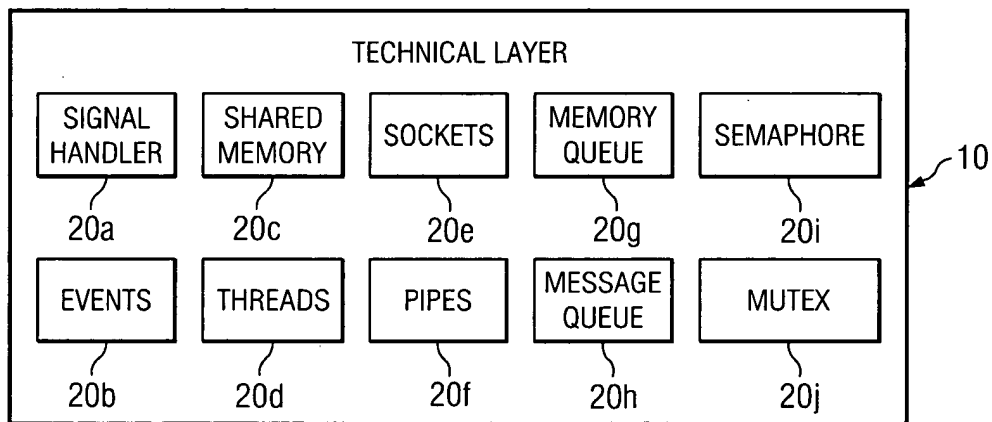 TECHNICAL LAYER
SIGNAL HANDLER
SHARED MEMORY
SOCKETS
MEMORY QUEUE
SEMAPHORE
10
20a
20c
20e
20g
20i
EVENTS
THREADS
PIPES
MESSAGE QUEUE
MUTEX
20b
20d
20f
20h
20j